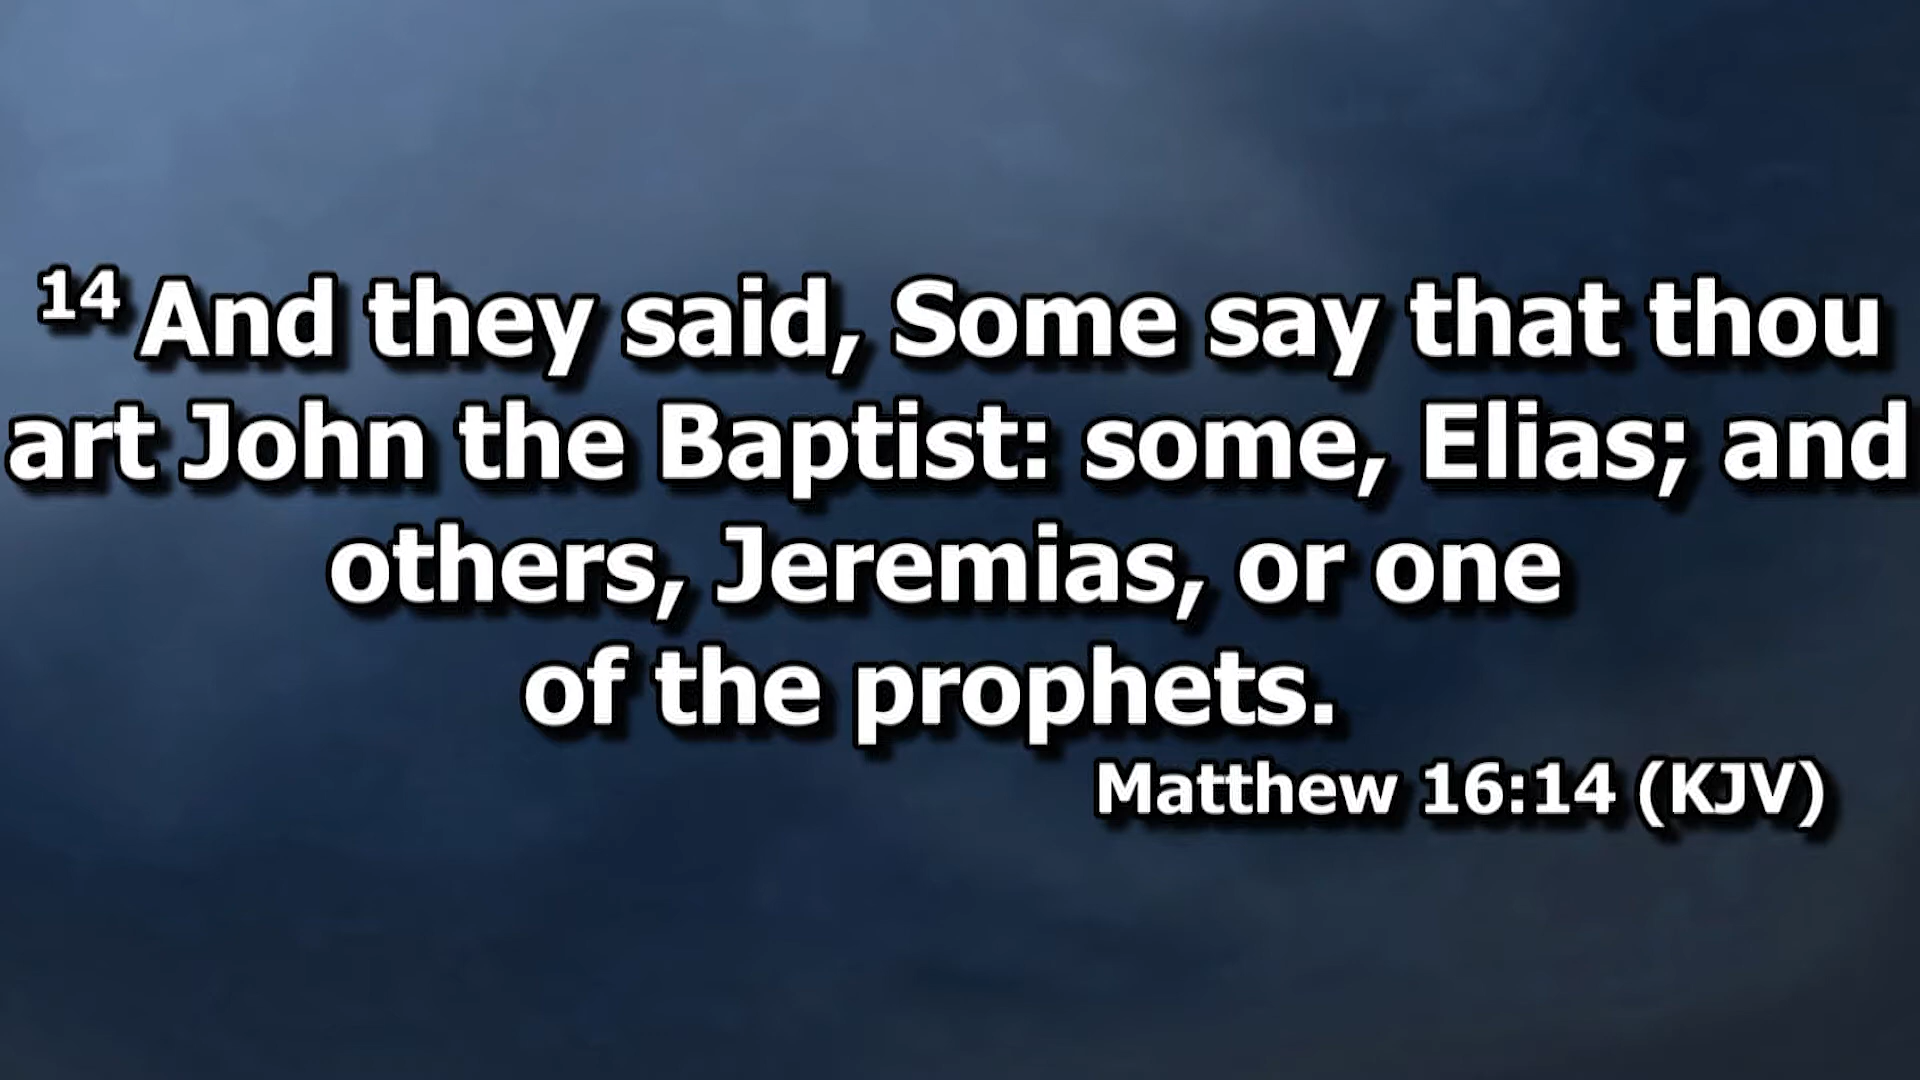 14 And they said, Some say that thou
art John the Baptist: some, Elias; and
others, Jeremias, or one
of the prophets.
Matthew 16:14 (KJV)